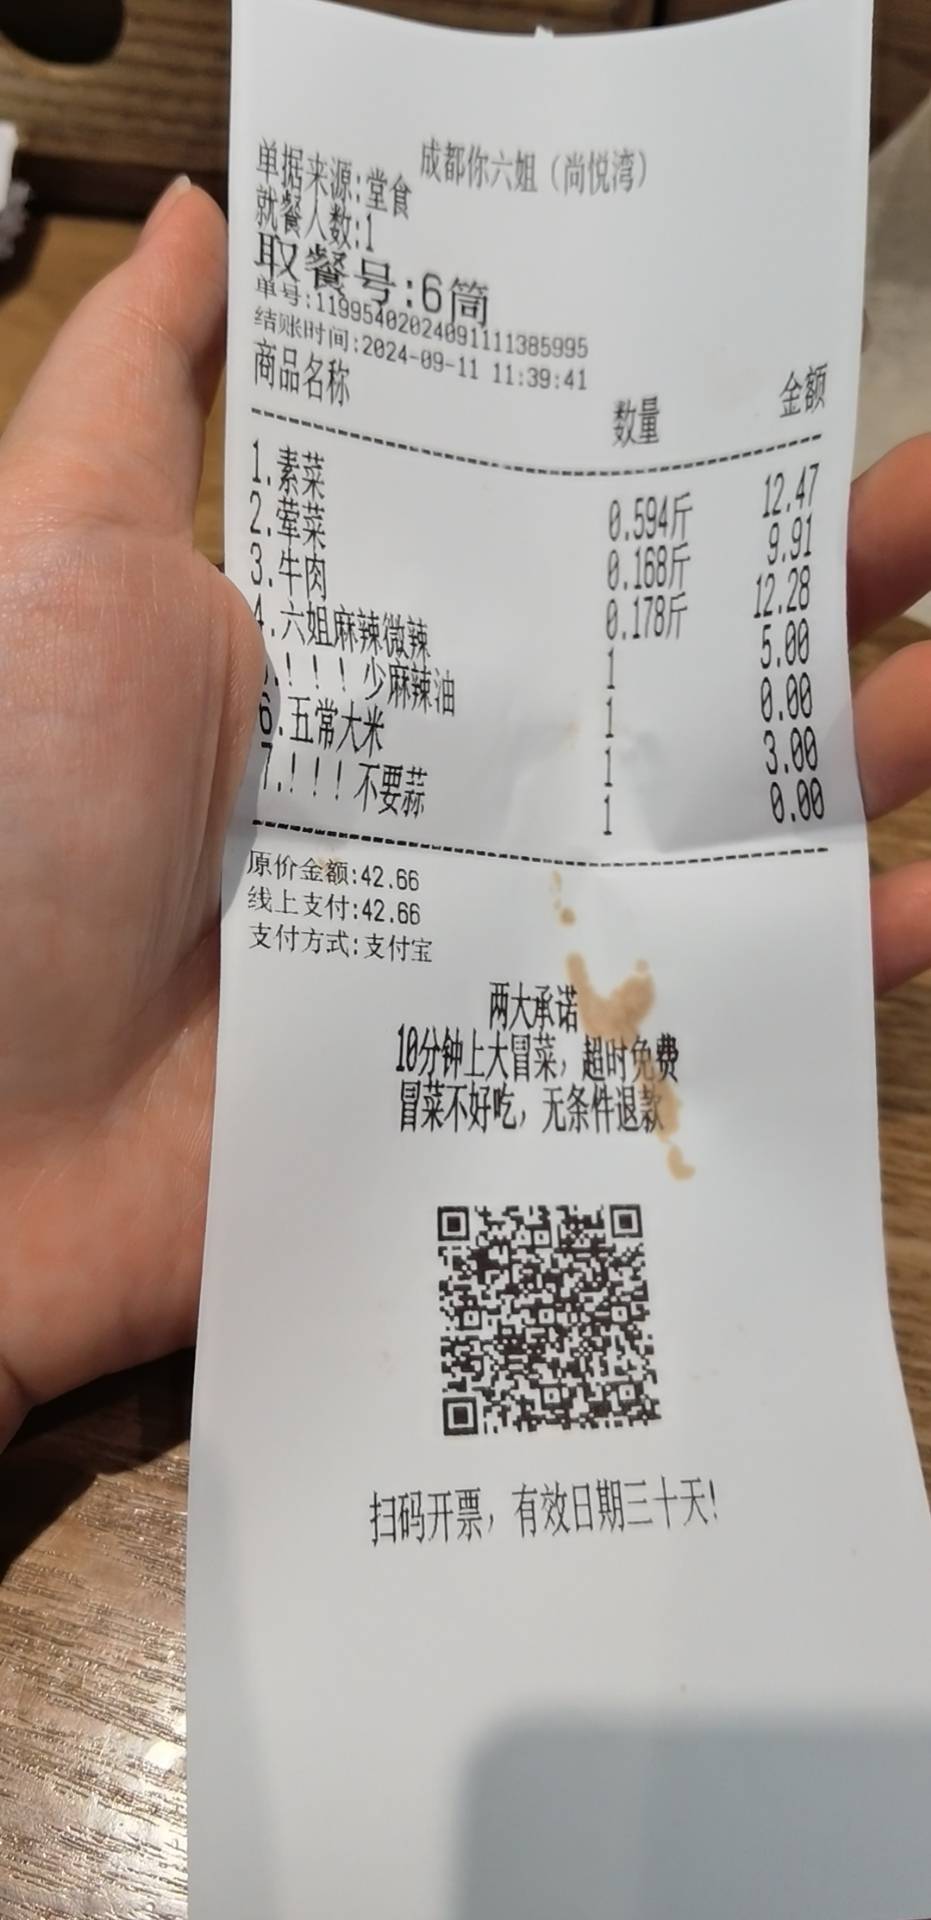 成都你六姐（尚悦湾）
单据来源:堂食
就餐人数:1
取餐号:6筒
单号:119954020240911113859​95
结账时间:2024-09-11 11:39:41
商品名称 数量 金额
1.素菜 0.594斤 12.47
2.荤菜 0.168斤 9.91
3.牛肉 0.178斤 12.28
4.六姐麻辣微辣 1 5.00
.!!!少麻辣油 1 0.00
6.五常大米 1 3.00
7.!!!不要蒜 1 0.00
原价金额:42.66
线上支付:42.66
支付方式:支付宝
两大承诺
10分钟上大冒菜，超时免费
冒菜不好吃，无条件退款
扫码开票，有效日期三十天!